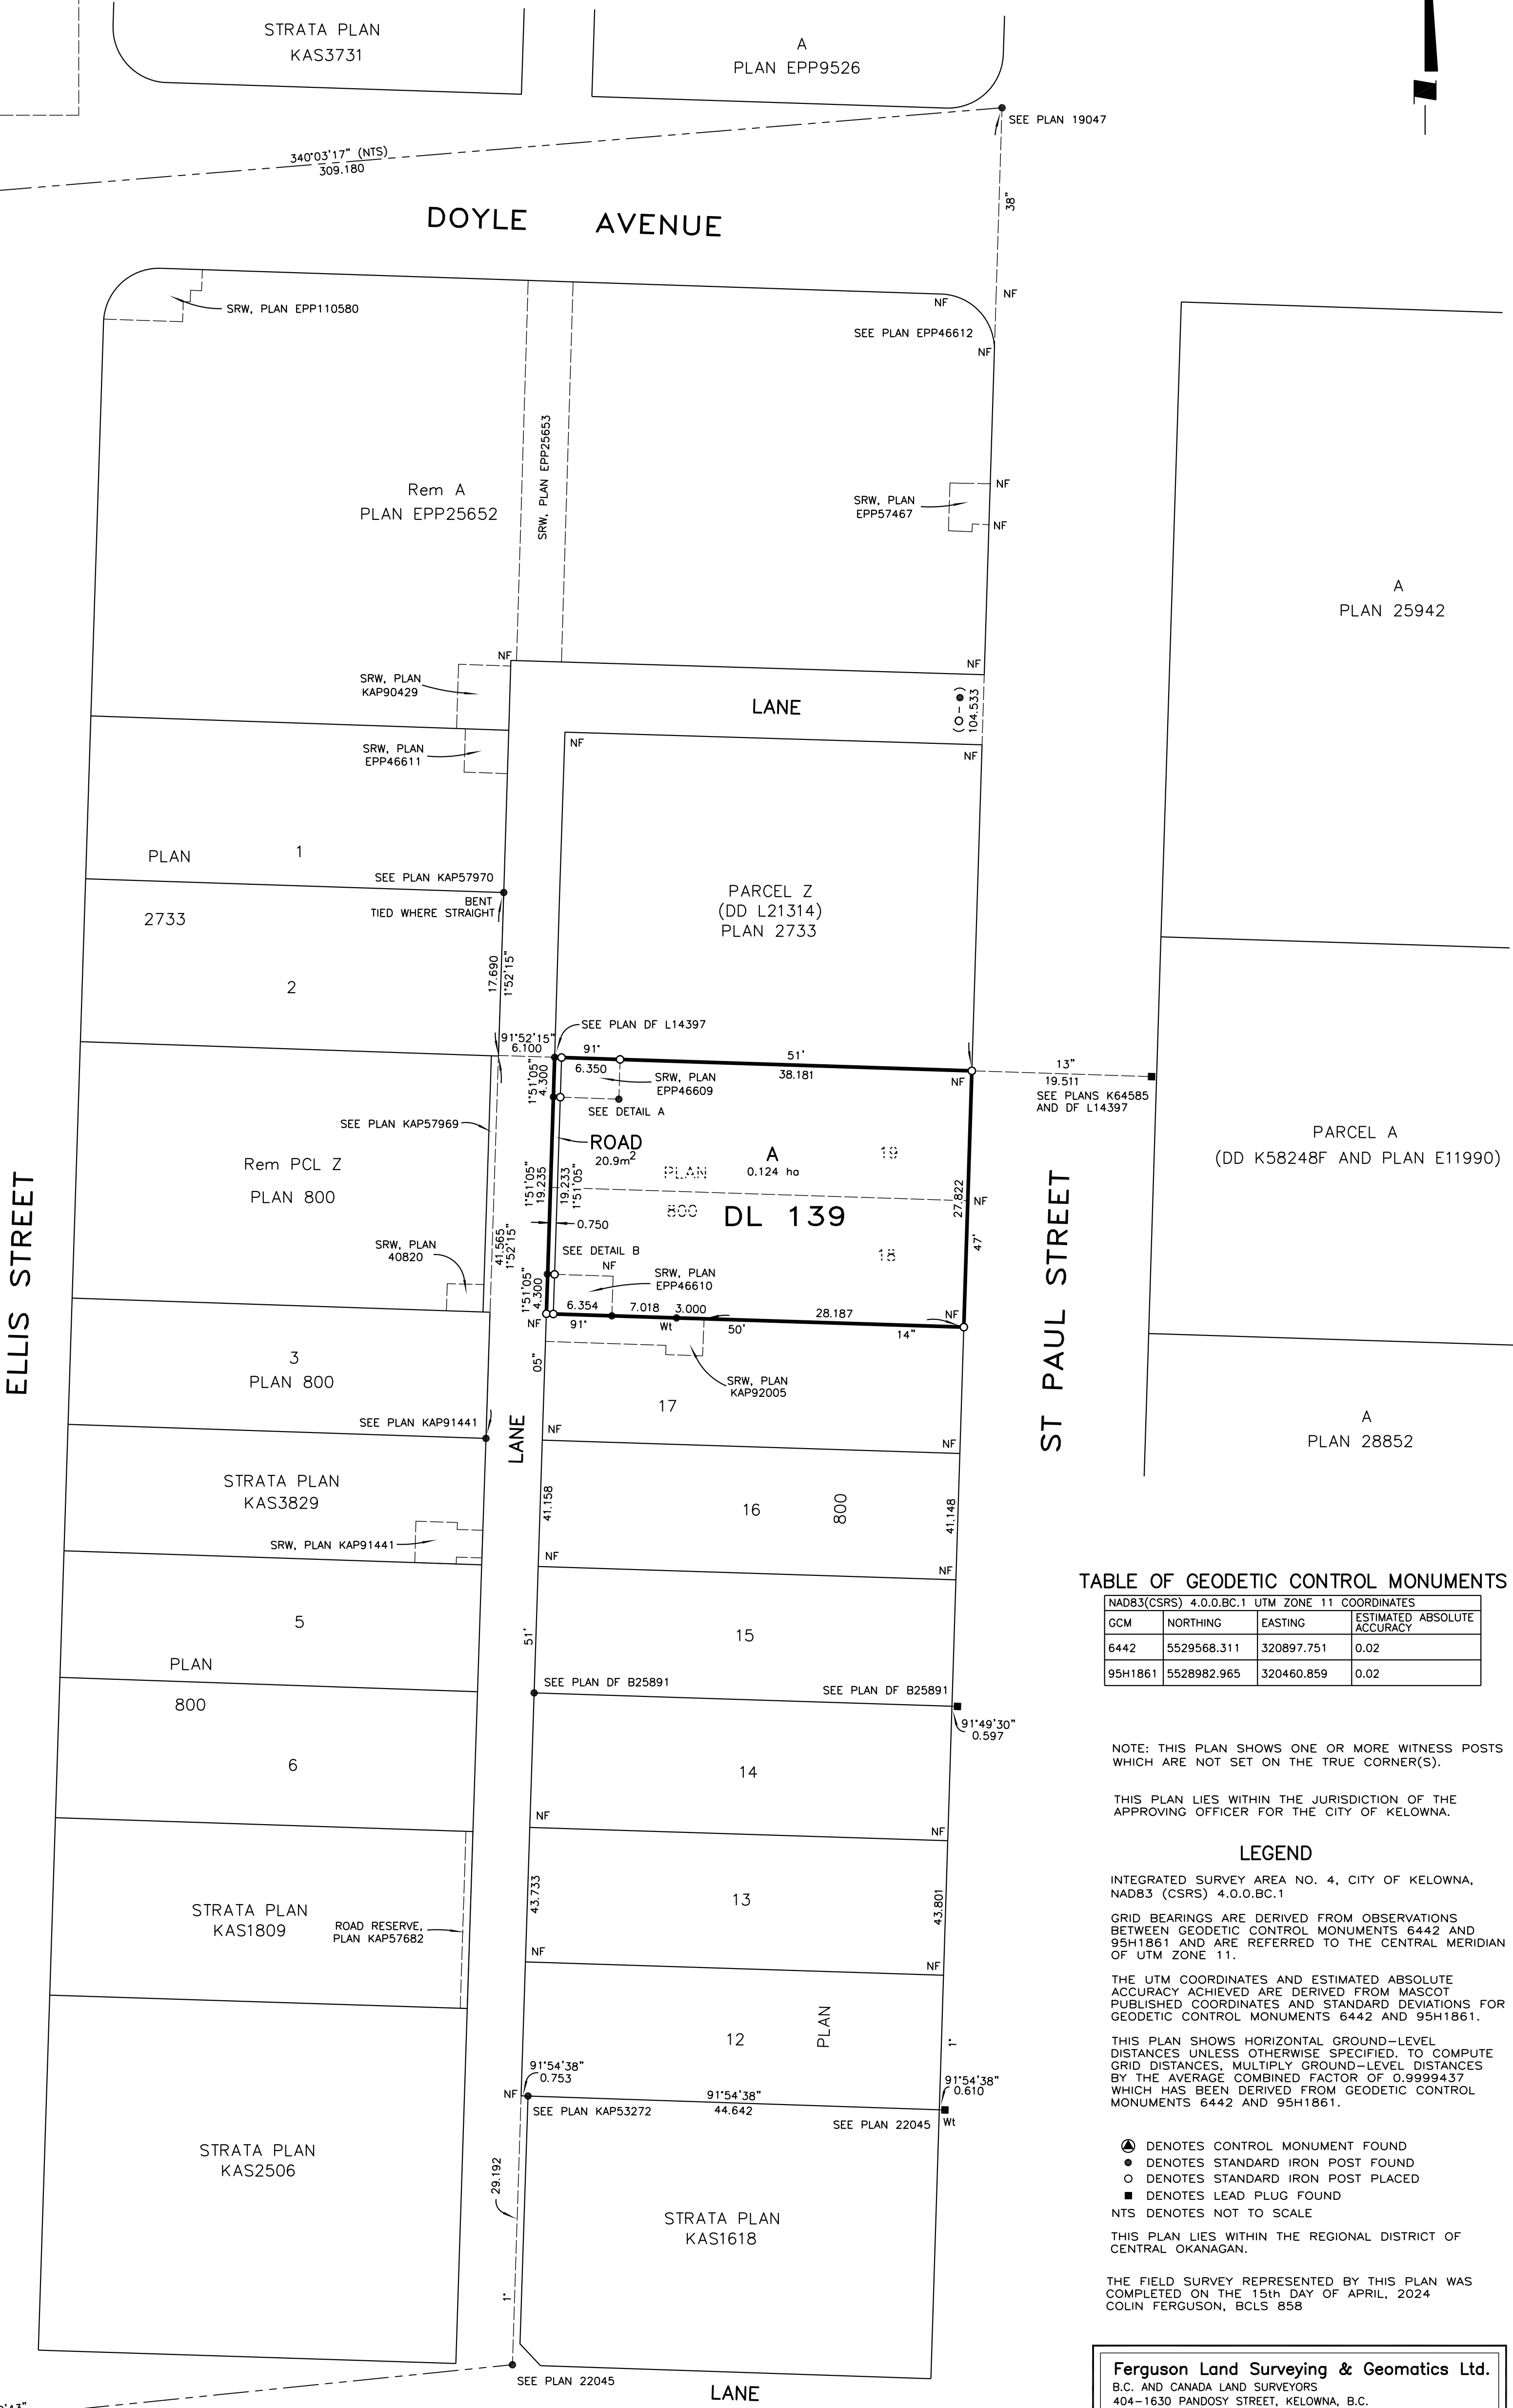 STRATA PLAN
KAS3731
A
PLAN EPP9526
SEE PLAN 19047
340°03'17" (NTS)
309.180
38"
DOYLE AVENUE
SRW, PLAN EPP110580
NF
NF
SEE PLAN EPP46612
NF
SRW, PLAN EPP25653
Rem A
PLAN EPP25652
SRW, PLAN
EPP57467
NF
NF
A
PLAN 25942
NF
NF
SRW, PLAN
KAP90429
LANE
(O-●)
104.533
SRW, PLAN
EPP46611
NF
NF
PLAN
1
SEE PLAN KAP57970
BENT
TIED WHERE STRAIGHT
2733
PARCEL Z
(DD L21314)
PLAN 2733
17.690
1°52'15"
2
SEE PLAN DF L14397
91°52'15"
6.100
91°
51'
13"
6.350
38.181
19.511
1°51'05"
4.300
SRW, PLAN
EPP46609
NF
SEE PLANS K64585
AND DF L14397
SEE DETAIL A
SEE PLAN KAP57969
ROAD
20.9m2
A
0.124 ha
19
PLAN
PARCEL A
(DD K58248F AND PLAN E11990)
Rem PCL Z
PLAN 800
1°51'05"
19.235
19.233
1°51'05"
NF
27.822
47'
800
DL 139
0.750
18
ELLIS STREET
ST PAUL STREET
SRW, PLAN
40820
41.565
1°52'15"
SEE DETAIL B
NF
SRW, PLAN
EPP46610
1°51'05"
4.300
6.354
7.018
3.000
28.187
NF
NF
91°
Wt
50'
14"
05"
3
PLAN 800
SRW, PLAN
KAP92005
17
SEE PLAN KAP91441
LANE
NF
NF
A
PLAN 28852
STRATA PLAN
KAS3829
41.158
16
800
41.148
SRW, PLAN KAP91441
NF
NF
TABLE OF GEODETIC CONTROL MONUMENTS
NAD83(CSRS) 4.0.0.BC.1 UTM ZONE 11 COORDINATES
GCM NORTHING EASTING ESTIMATED ABSOLUTE
ACCURACY
6442 5529568.311 320897.751 0.02
95H1861 5528982.965 320460.859 0.02
5
51'
15
PLAN
SEE PLAN DF B25891
SEE PLAN DF B25891
800
91°49'30"
0.597
6
14
NOTE: THIS PLAN SHOWS ONE OR MORE WITNESS POSTS
WHICH ARE NOT SET ON THE TRUE CORNER(S).
THIS PLAN LIES WITHIN THE JURISDICTION OF THE
APPROVING OFFICER FOR THE CITY OF KELOWNA.
NF
NF
LEGEND
INTEGRATED SURVEY AREA NO. 4, CITY OF KELOWNA,
NAD83 (CSRS) 4.0.0.BC.1
STRATA PLAN
KAS1809
ROAD RESERVE,
PLAN KAP57682
43.733
13
43.801
GRID BEARINGS ARE DERIVED FROM OBSERVATIONS
BETWEEN GEODETIC CONTROL MONUMENTS 6442 AND
95H1861 AND ARE REFERRED TO THE CENTRAL MERIDIAN
OF UTM ZONE 11.
NF
NF
THE UTM COORDINATES AND ESTIMATED ABSOLUTE
ACCURACY ACHIEVED ARE DERIVED FROM MASCOT
PUBLISHED COORDINATES AND STANDARD DEVIATIONS FOR
GEODETIC CONTROL MONUMENTS 6442 AND 95H1861.
12
PLAN
1°
THIS PLAN SHOWS HORIZONTAL GROUND-LEVEL
DISTANCES UNLESS OTHERWISE SPECIFIED. TO COMPUTE
GRID DISTANCES, MULTIPLY GROUND-LEVEL DISTANCES
BY THE AVERAGE COMBINED FACTOR OF 0.9999437
WHICH HAS BEEN DERIVED FROM GEODETIC CONTROL
MONUMENTS 6442 AND 95H1861.
91°54'38"
0.753
NF
91°54'38"
44.642
91°54'38"
0.610
SEE PLAN KAP53272
SEE PLAN 22045
Wt
STRATA PLAN
KAS2506
29.192
DENOTES CONTROL MONUMENT FOUND
DENOTES STANDARD IRON POST FOUND
DENOTES STANDARD IRON POST PLACED
DENOTES LEAD PLUG FOUND
NTS DENOTES NOT TO SCALE
STRATA PLAN
KAS1618
THIS PLAN LIES WITHIN THE REGIONAL DISTRICT OF
CENTRAL OKANAGAN.
1°
THE FIELD SURVEY REPRESENTED BY THIS PLAN WAS
COMPLETED ON THE 15th DAY OF APRIL, 2024
COLIN FERGUSON, BCLS 858
SEE PLAN 22045
LANE
Ferguson Land Surveying & Geomatics Ltd.
B.C. AND CANADA LAND SURVEYORS
404-1630 PANDOSY STREET, KELOWNA, B.C.